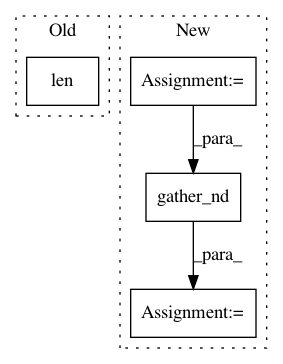 Old
New
len
Assignment:=
_para_
gather_nd
_para_
Assignment:=